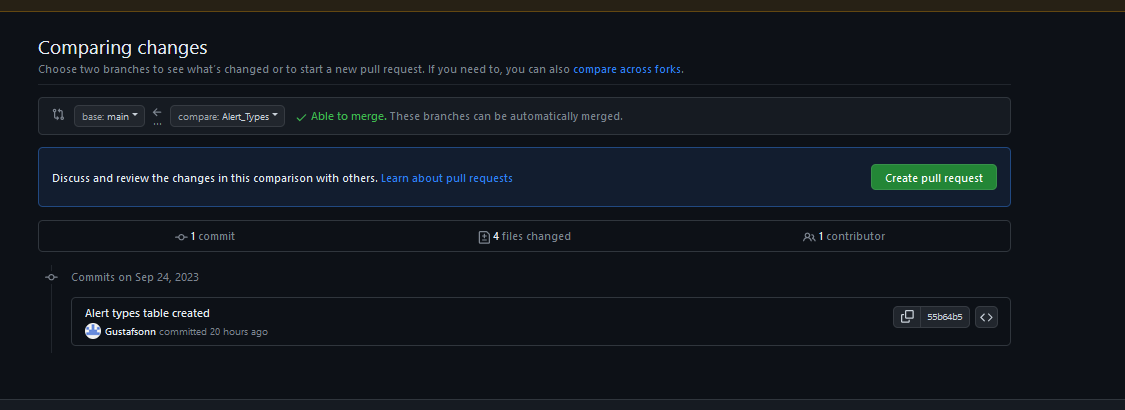 Comparing changes
Choose two branches to see what's changed or to start a new pull request. If you need to, you can also compare across forks.
base: main ... compare: Alert_Types Able to merge. These branches can be automatically merged.
Discuss and review the changes in this comparison with others. Learn about pull requests Create pull request
1 commit 4 files changed 1 contributor
Commits on Sep 24, 2023
Alert types table created
Gustafsonn committed 20 hours ago 55b64b5